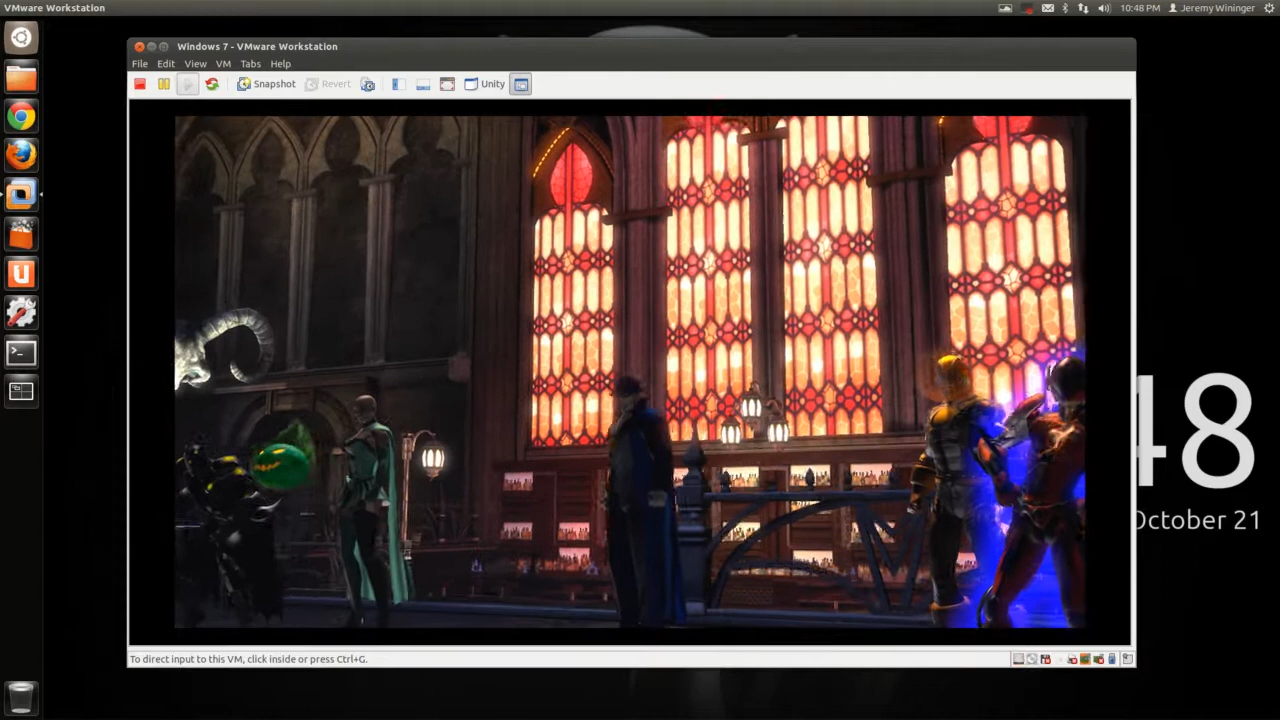 VMware Workstation
10:48 PM
Jeremy Wininger
Windows 7 - VMware Workstation
File Edit View VM Tabs Help
Snapshot Revert Unity
48
October 21
To direct input to this VM, click inside or press Ctrl+G.